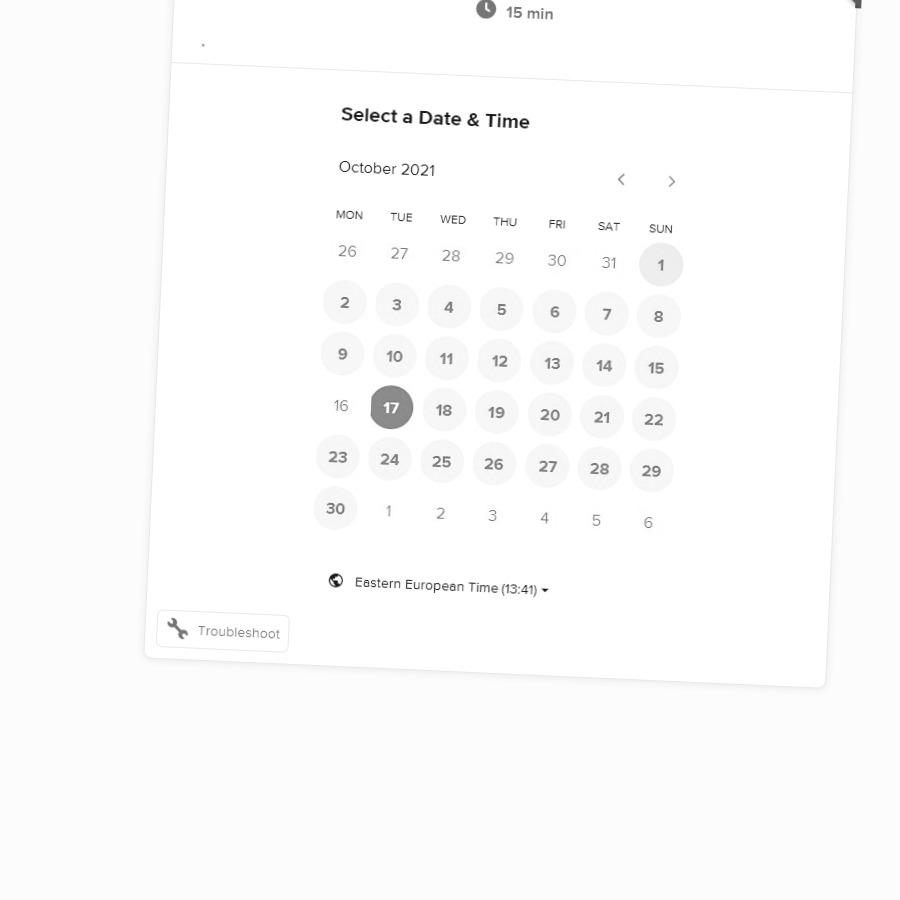 15 min
.
Select a Date & Time
October 2021
MON TUE WED THU FRI SAT SUN
26 27 28 29 30 31 1
2 3 4 5 6 7 8
9 10 11 12 13 14 15
16 17 18 19 20 21 22
23 24 25 26 27 28 29
30 1 2 3 4 5 6
Eastern European Time (13:41)
Troubleshoot